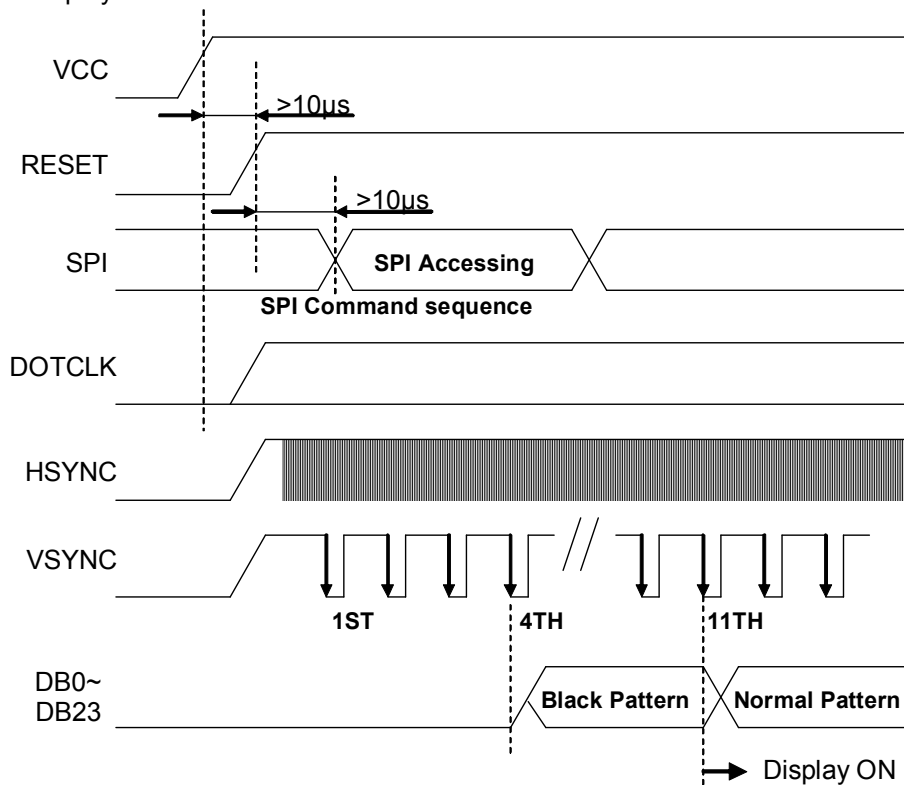 VCC
>10µs
RESET
>10µs
SPI
SPI Accessing
SPI Command sequence
DOTCLK
HSYNC
VSYNC
1ST
4TH
11TH
DB0~
DB23
Black Pattern
Normal Pattern
Display ON